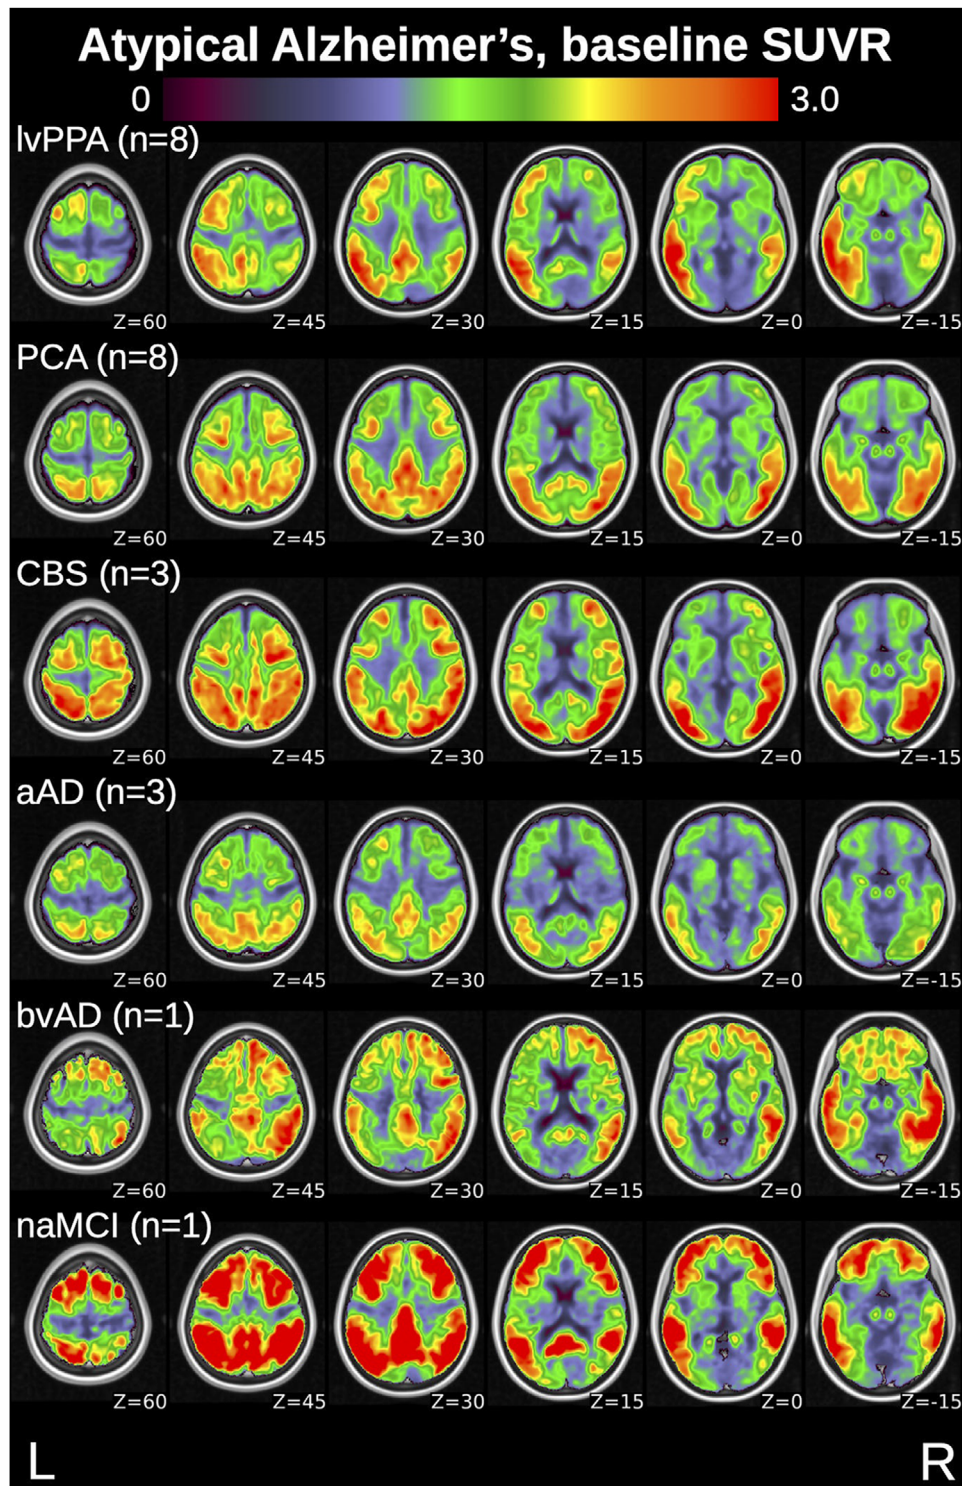 Atypical Alzheimer's, baseline SUVR
0 3.0
lvPPA (n=8)
Z=60 Z=45 Z=30 Z=15 Z=0 Z=-15
PCA (n=8)
Z=60 Z=45 Z=30 Z=15 Z=0 Z=-15
CBS (n=3)
Z=60 Z=45 Z=30 Z=15 Z=0 Z=-15
aAD (n=3)
Z=60 Z=45 Z=30 Z=15 Z=0 Z=-15
bvAD (n=1)
Z=60 Z=45 Z=30 Z=15 Z=0 Z=-15
naMCI (n=1)
Z=60 Z=45 Z=30 Z=15 Z=0 Z=-15
L R